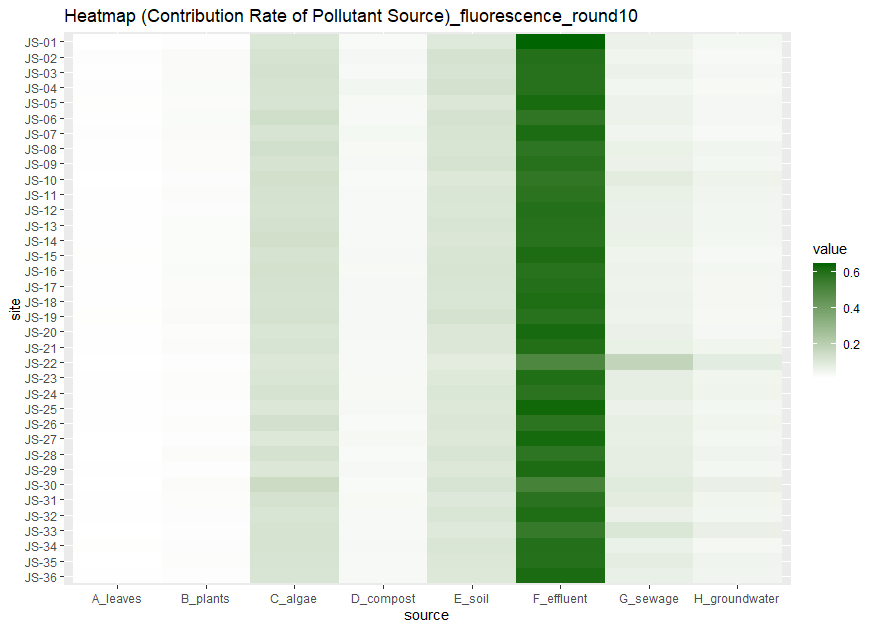 Heatmap (Contribution Rate of Pollutant Source)_fluorescence_round10
site
JS-01
JS-02
JS-03
JS-04
JS-05
JS-06
JS-07
JS-08
JS-09
JS-10
JS-11
JS-12
JS-13
JS-14
JS-15
JS-16
JS-17
JS-18
JS-19
JS-20
JS-21
JS-22
JS-23
JS-24
JS-25
JS-26
JS-27
JS-28
JS-29
JS-30
JS-31
JS-32
JS-33
JS-34
JS-35
JS-36
A_leaves B_plants C_algae D_compost E_soil F_effluent G_sewage H_groundwater
source
value
0.6
0.4
0.2